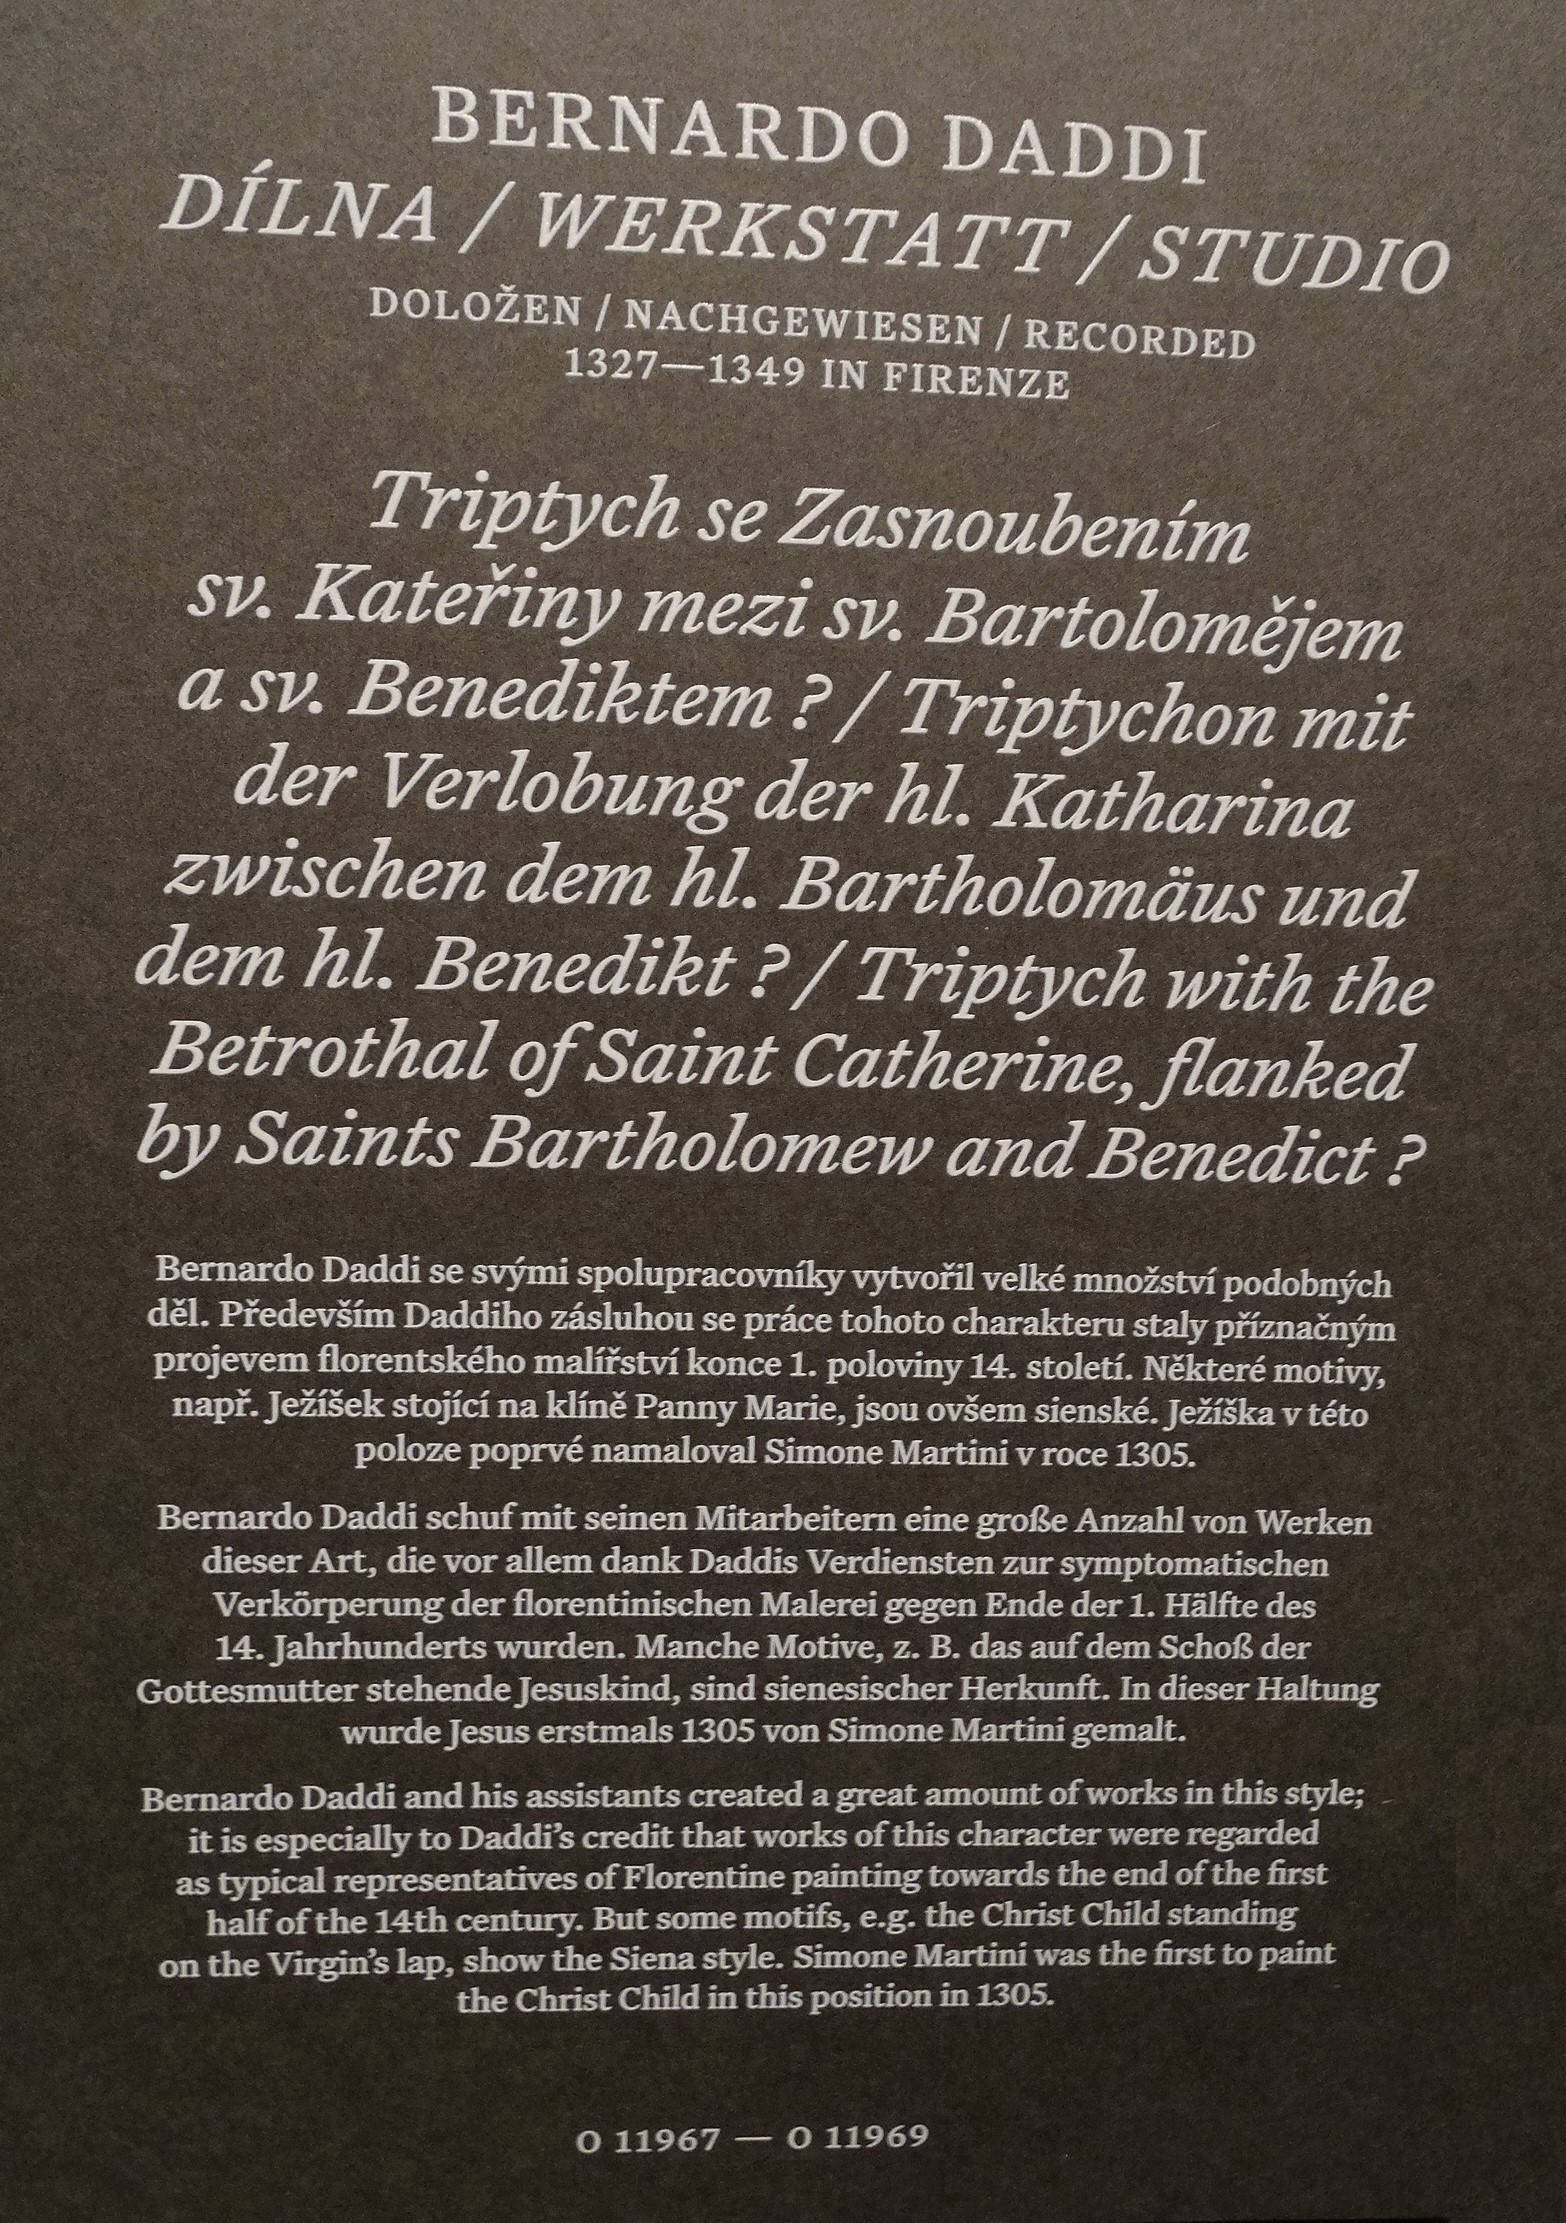 BERNARDO DADDI
DÍLNA / WERKSTATT / STUDIO
DOLOŽEN / NACHGEWIESEN / RECORDED
1327—1349 IN FIRENZE
Triptych se Zasnoubením
sv. Kateřiny mezi sv. Bartolomějem
a sv. Benediktem ? / Triptychon mit
der Verlobung der hl. Katharina
zwischen dem hl. Bartholomäus und
dem hl. Benedikt ? / Triptych with the
Betrothal of Saint Catherine, flanked
by Saints Bartholomew and Benedict ?
Bernardo Daddi se svými spolupracovníky vytvořil velké množství podobných
děl. Především Daddiho zásluhou se práce tohoto charakteru staly příznačným
projevem florentského malířství konce 1. poloviny 14. století. Některé motivy,
např. Ježíšek stojící na klíně Panny Marie, jsou ovšem sienské. Ježíška v této
poloze poprvé namaloval Simone Martini v roce 1305.
Bernardo Daddi schuf mit seinen Mitarbeitern eine große Anzahl von Werken
dieser Art, die vor allem dank Daddis Verdiensten zur symptomatischen
Verkörperung der florentinischen Malerei gegen Ende der 1. Hälfte des
14. Jahrhunderts wurden. Manche Motive, z. B. das auf dem Schoß der
Gottesmutter stehende Jesuskind, sind sienesischer Herkunft. In dieser Haltung
wurde Jesus erstmals 1305 von Simone Martini gemalt.
Bernardo Daddi and his assistants created a great amount of works in this style;
it is especially to Daddi’s credit that works of this character were regarded
as typical representatives of Florentine painting towards the end of the first
half of the 14th century. But some motifs, e.g. the Christ Child standing
on the Virgin’s lap, show the Siena style. Simone Martini was the first to paint
the Christ Child in this position in 1305.
O 11967 — O 11969